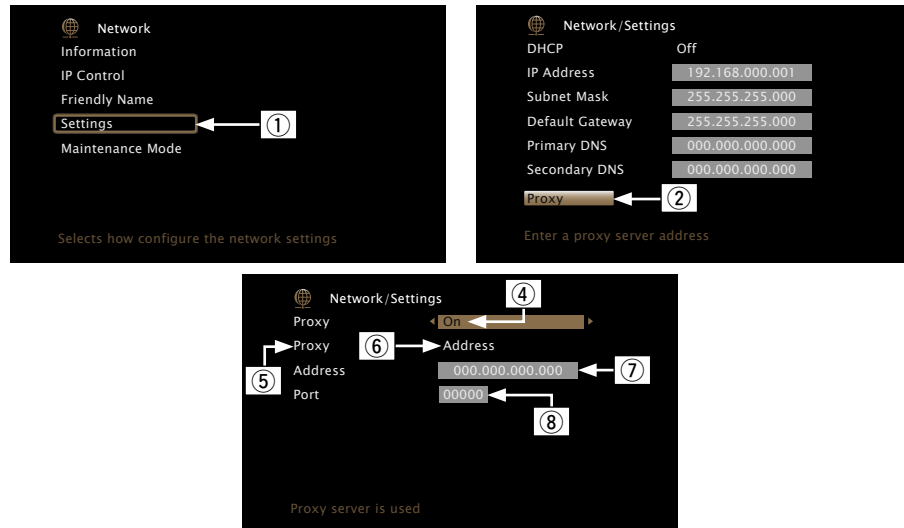 Network
Information
IP Control
Friendly Name
Settings
①
Maintenance Mode
Selects how configure the network settings
Network/Settings
DHCP Off
IP Address 192.168.000.001
Subnet Mask 255.255.255.000
Default Gateway 255.255.255.000
Primary DNS 000.000.000.000
Secondary DNS 000.000.000.000
Proxy ②
Enter a proxy server address
Network/Settings ④
Proxy On
⑤ Proxy ⑥ Address
Address 000.000.000.000 ⑦
Port 00000 ⑧
Proxy server is used